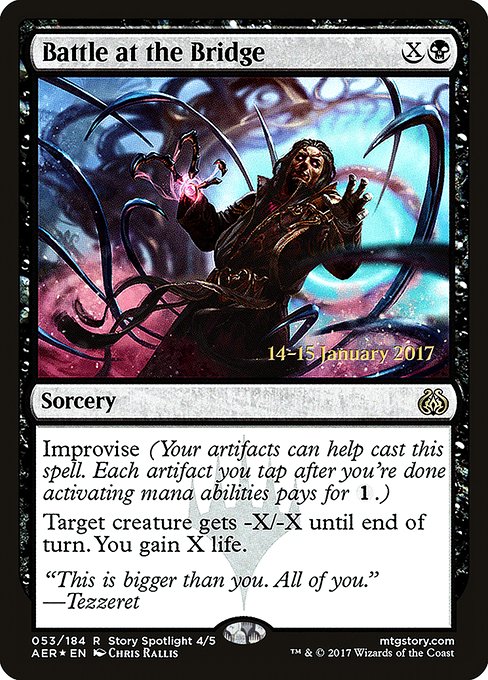 Battle at the Bridge X
14-15 January 2017
Sorcery
Improvise (Your artifacts can help cast this
spell. Each artifact you tap after you're done
activating mana abilities pays for 1.)
Target creature gets -X/-X until end of
turn. You gain X life.
"This is bigger than you. All of you."
—Tezzeret
053/184 R Story Spotlight 4/5 mtgstory.com
AER★EN Chris Rallis ™ & © 2017 Wizards of the Coast